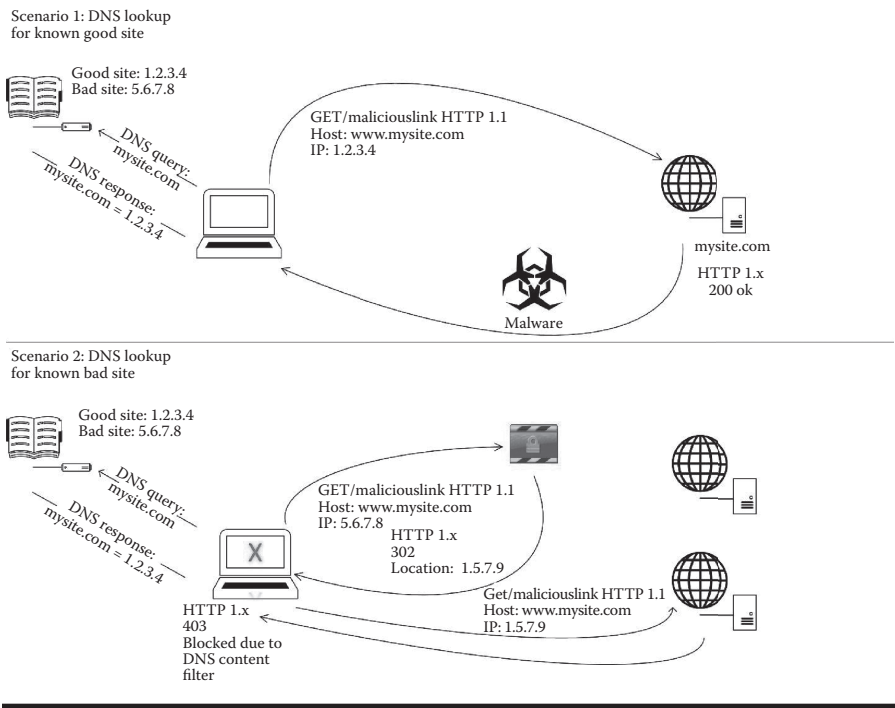 Scenario 1: DNS lookup
for known good site
Good site: 1.2.3.4
Bad site: 5.6.7.8
DNS query:
mysite.com
DNS response:
mysite.com = 1.2.3.4
GET/maliciouslink HTTP 1.1
Host: www.mysite.com
IP: 1.2.3.4
mysite.com
HTTP 1.x
200 ok
Malware
Scenario 2: DNS lookup
for known bad site
Good site: 1.2.3.4
Bad site: 5.6.7.8
DNS query:
mysite.com
DNS response:
mysite.com = 1.2.3.4
GET/maliciouslink HTTP 1.1
Host: www.mysite.com
IP: 5.6.7.8
HTTP 1.x
302
Location: 1.5.7.9
X
Get/maliciouslink HTTP 1.1
Host: www.mysite.com
IP: 1.5.7.9
HTTP 1.x
403
Blocked due to
DNS content
filter